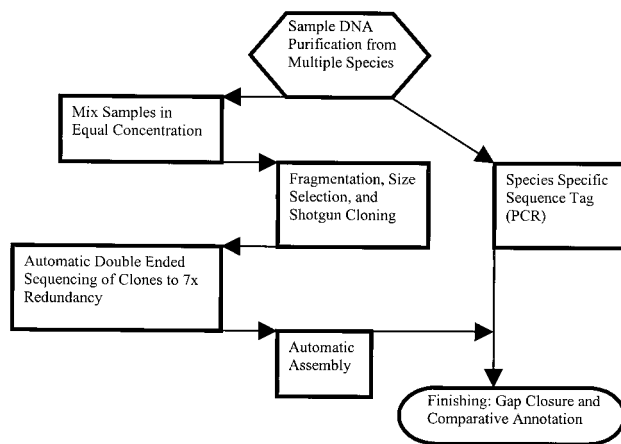 Sample DNA
Purification from
Multiple Species
Mix Samples in
Equal Concentration
Fragmentation, Size
Selection, and
Shotgun Cloning
Species Specific
Sequence Tag
(PCR)
Automatic Double Ended
Sequencing of Clones to 7x
Redundancy
Automatic
Assembly
Finishing: Gap Closure and
Comparative Annotation